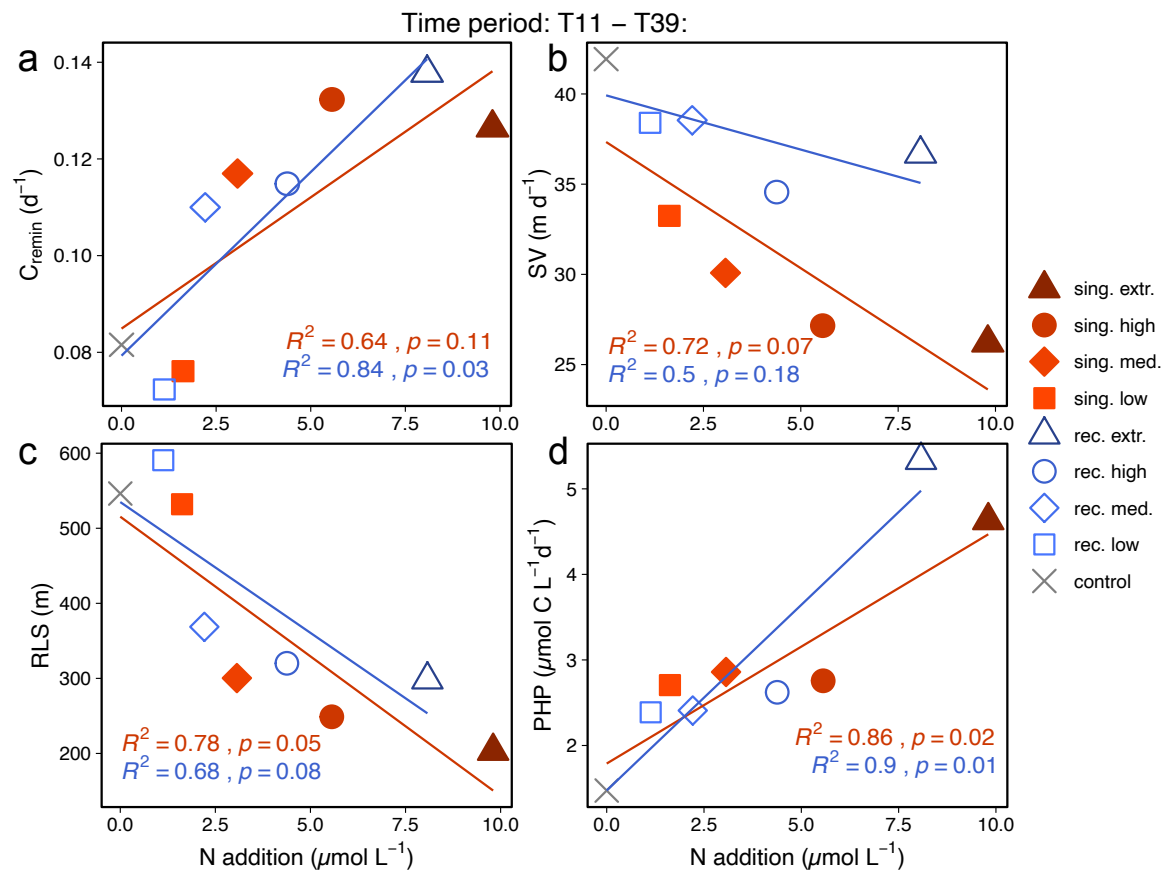 Time period: T11 – T39:
a
0.14
0.12
0.10
0.08
C_remin (d⁻¹)
R² = 0.64 , p = 0.11
R² = 0.84 , p = 0.03
0.0 2.5 5.0 7.5 10.0
b
40
35
30
25
SV (m d⁻¹)
R² = 0.72 , p = 0.07
R² = 0.5 , p = 0.18
0.0 2.5 5.0 7.5 10.0
c
600
500
400
300
200
RLS (m)
R² = 0.78 , p = 0.05
R² = 0.68 , p = 0.08
0.0 2.5 5.0 7.5 10.0
N addition (µmol L⁻¹)
d
5
4
3
2
PHP (µmol C L⁻¹d⁻¹)
R² = 0.86 , p = 0.02
R² = 0.9 , p = 0.01
0.0 2.5 5.0 7.5 10.0
N addition (µmol L⁻¹)
sing. extr.
sing. high
sing. med.
sing. low
rec. extr.
rec. high
rec. med.
rec. low
control